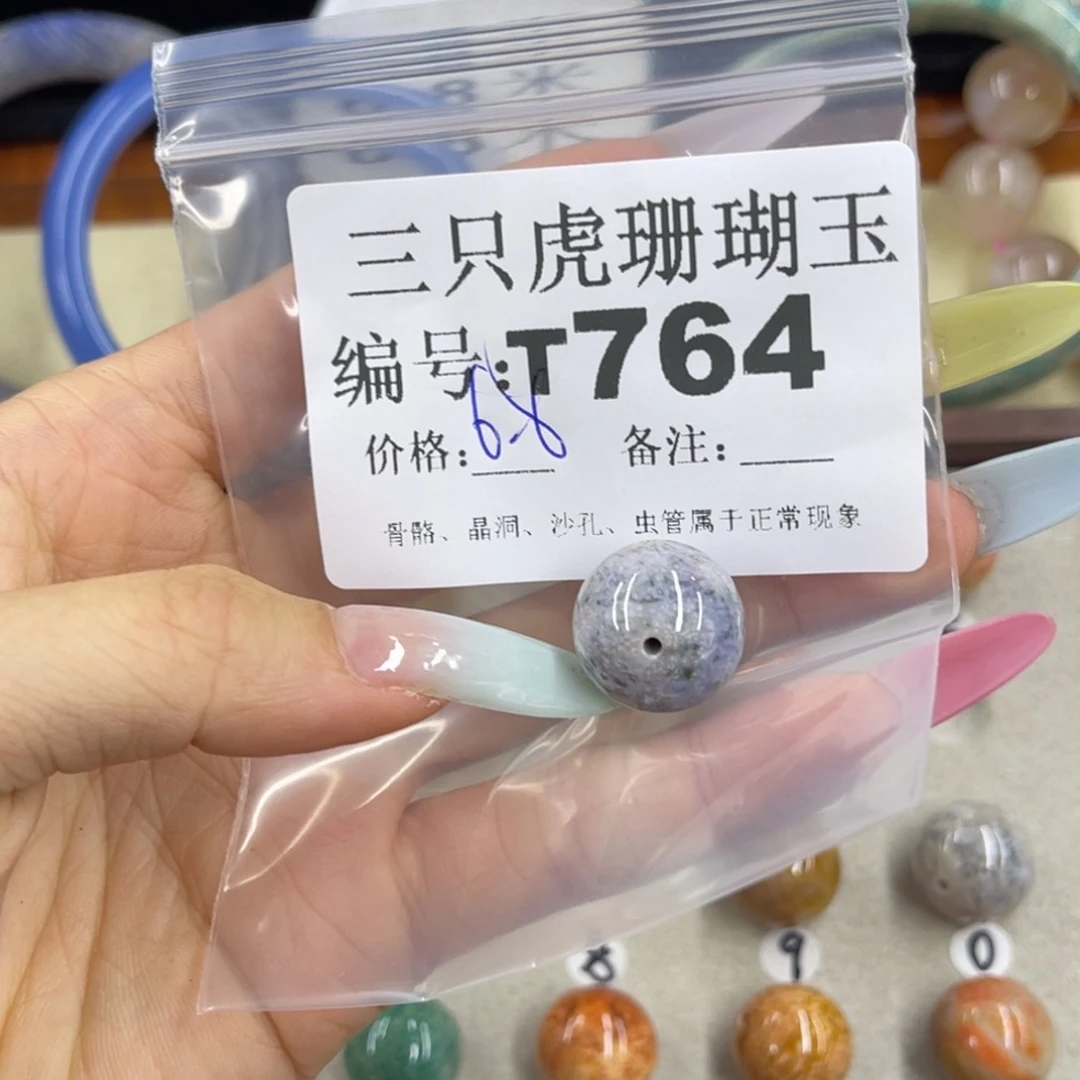 三只虎珊瑚玉
编号:T764
价格:68 备注:
骨骼、晶洞、沙孔、虫管属于正常现象
8 9 0